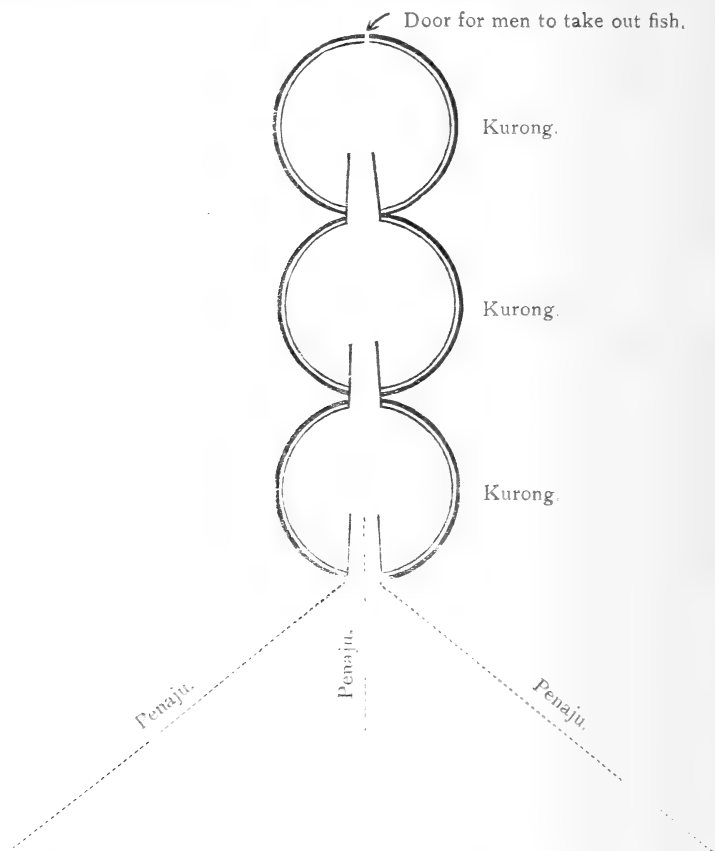 Door for men to take out fish.
Kurong.
Kurong.
Kurong.
Penaju.
Penaju.
Penaju.